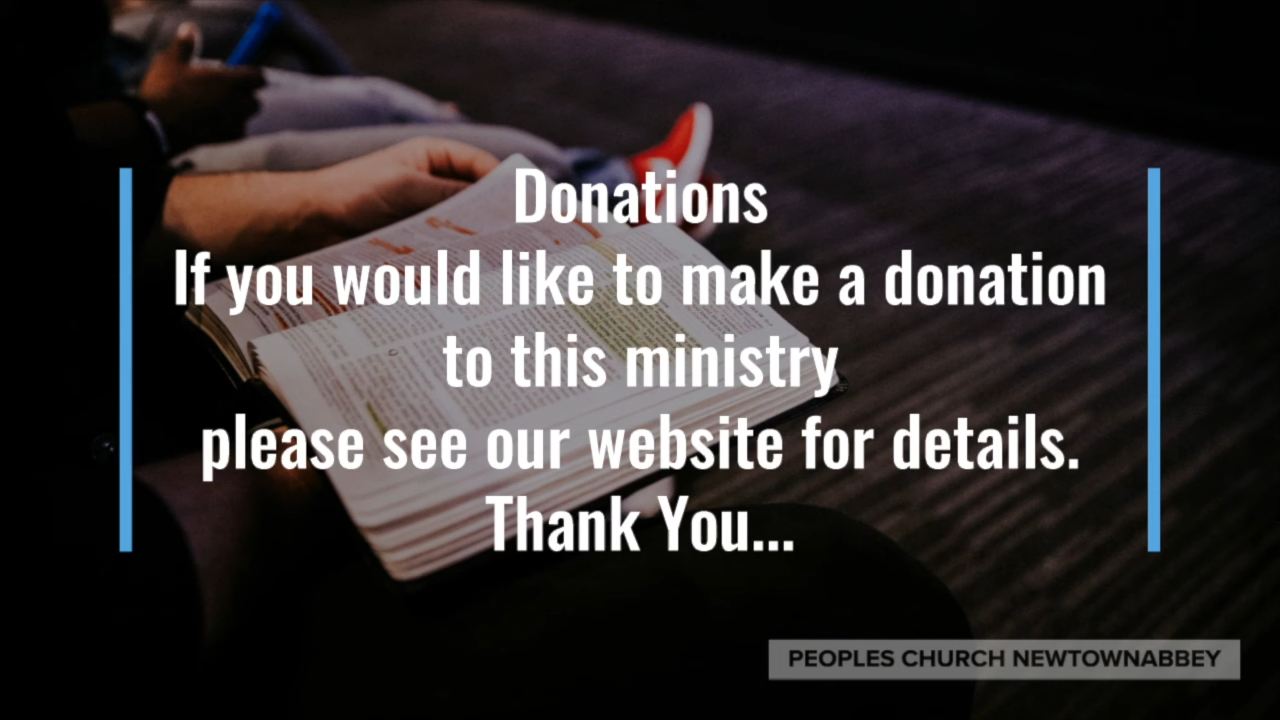 Donations
If you would like to make a donation
to this ministry
please see our website for details.
Thank You...
PEOPLES CHURCH NEWTOWNABBEY